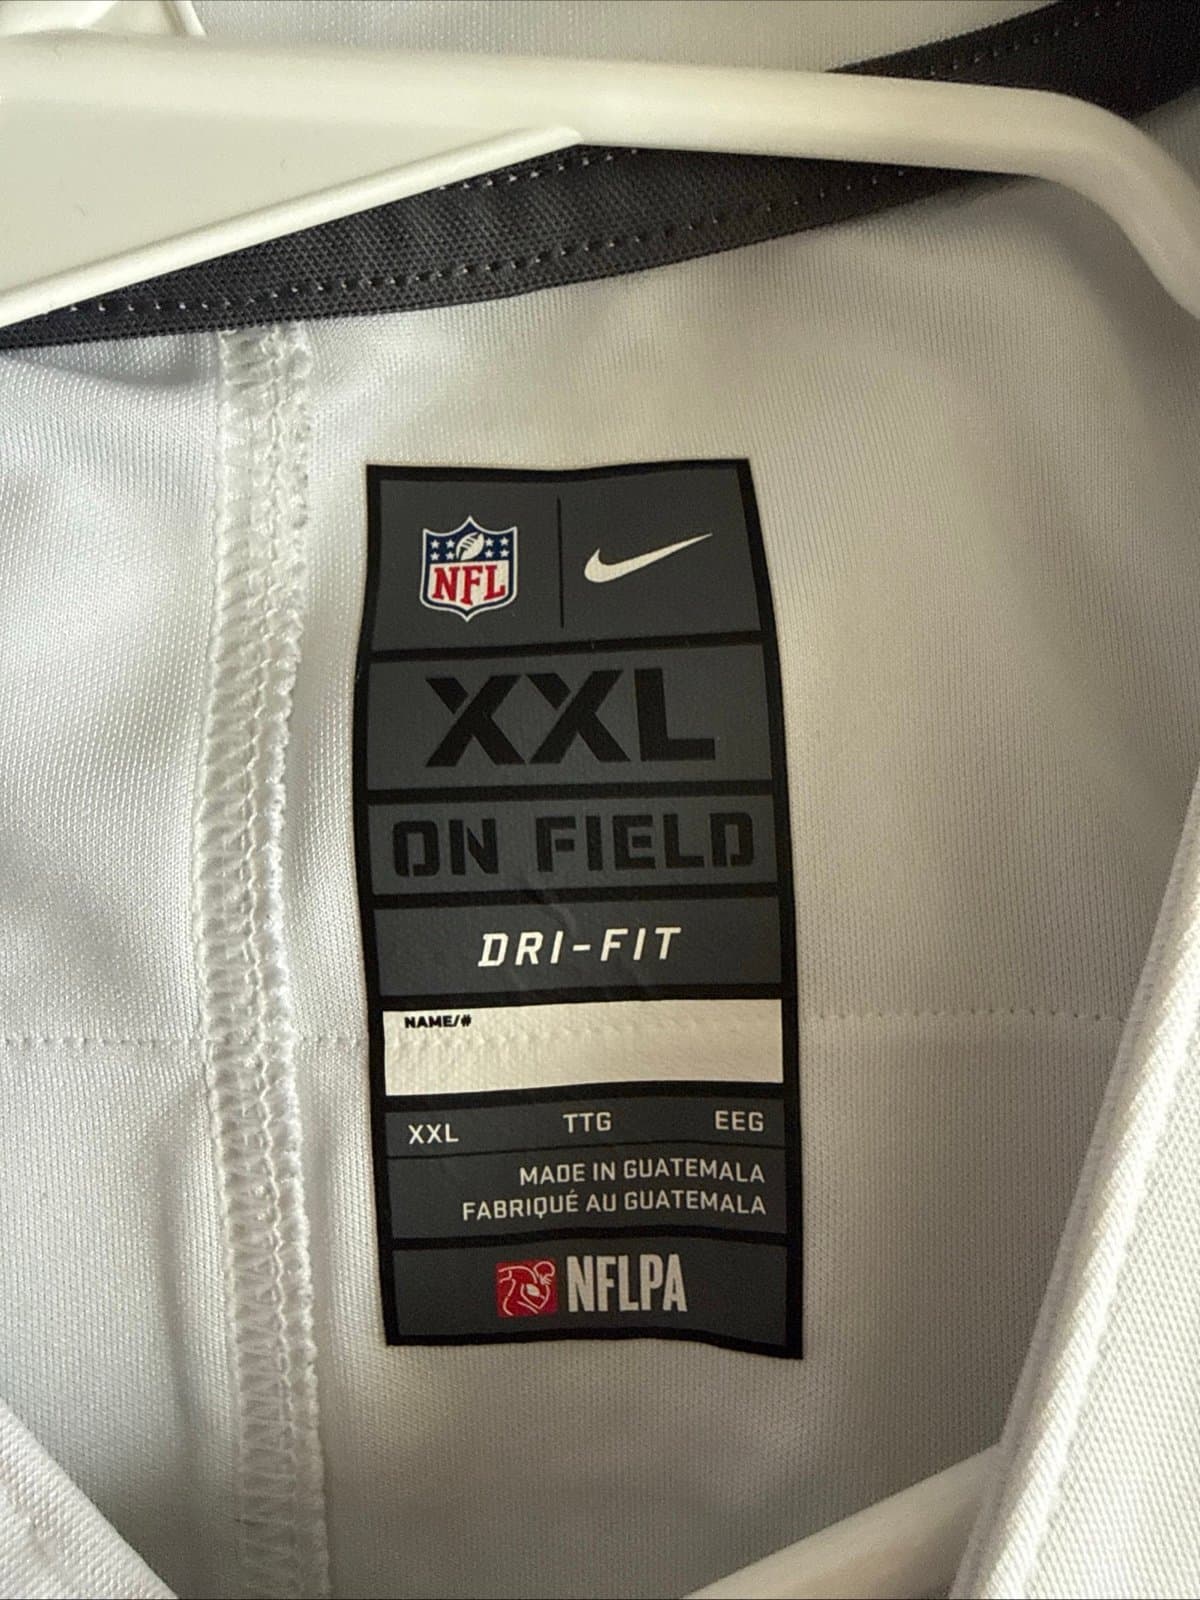 NFL
XXL
ON FIELD
DRI-FIT
NAME/#
XXL TTG EEG
MADE IN GUATEMALA
FABRIQUÉ AU GUATEMALA
NFLPA